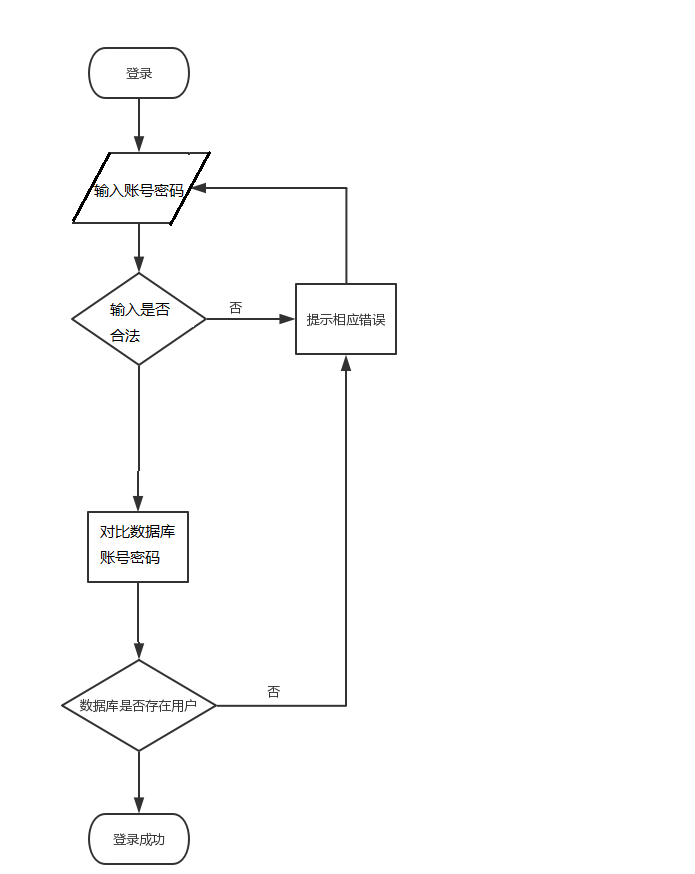 登录
输入账号密码
输入是否
合法
否
提示相应错误
对比数据库
账号密码
数据库是否存在用户
否
登录成功